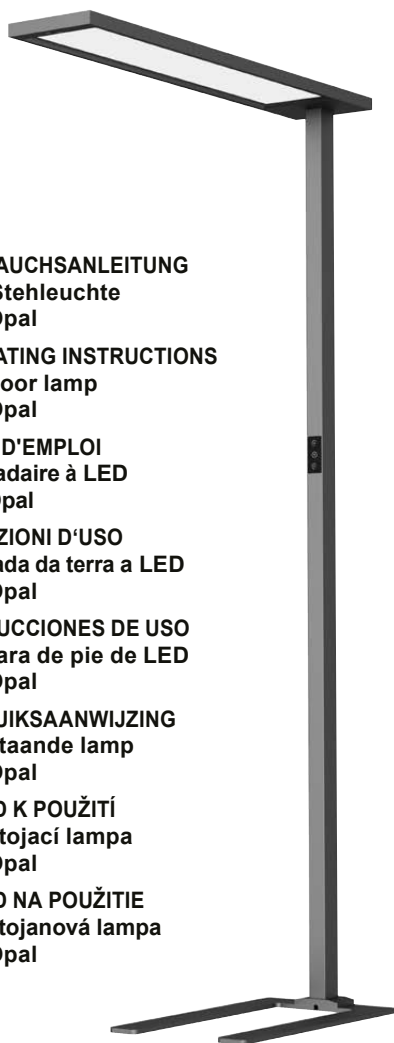 AUCHSANLEITUNG
Stehleuchte
Opal
ATING INSTRUCTIONS
oor lamp
Opal
D'EMPLOI
adaire à LED
Opal
ZIONI D‘USO
ada da terra a LED
Opal
UCCIONES DE USO
ara de pie de LED
Opal
UIKSAANWIJZING
taande lamp
Opal
D K POUŽITÍ
tojací lampa
Opal
D NA POUŽITIE
tojanová lampa
Opal